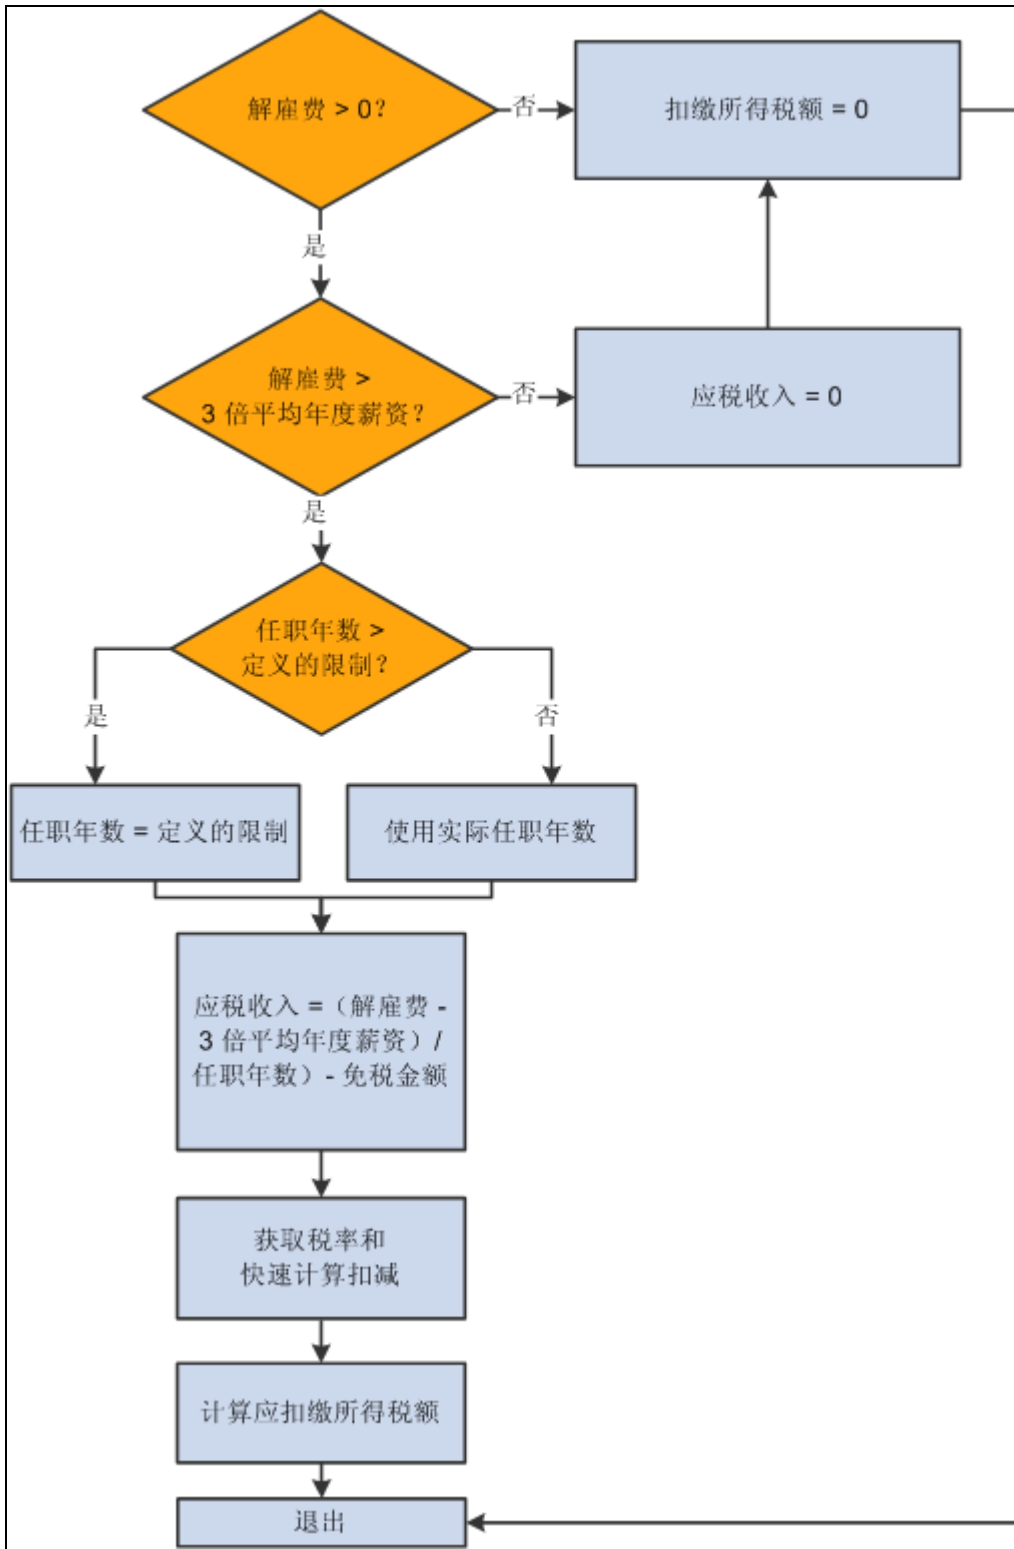 解雇费 > 0？
否
扣缴所得税额 = 0
是
解雇费 >
3 倍平均年度薪资？
否
应税收入 = 0
是
任职年数 >
定义的限制？
是
否
任职年数 = 定义的限制
使用实际任职年数
应税收入 =（解雇费 -
3 倍平均年度薪资）/
任职年数）- 免税金额
获取税率和
快速计算扣减
计算应扣缴所得税额
退出